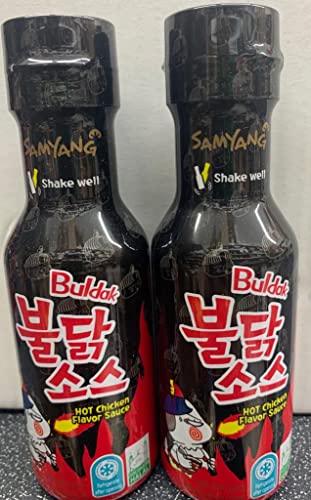 SAMYANG
Shake well
Buldak
불닭
소스
HOT Chicken
Flavor Sauce
SAMYANG
Shake well
Buldak
불닭
소스
HOT Chicken
Flavor Sauce